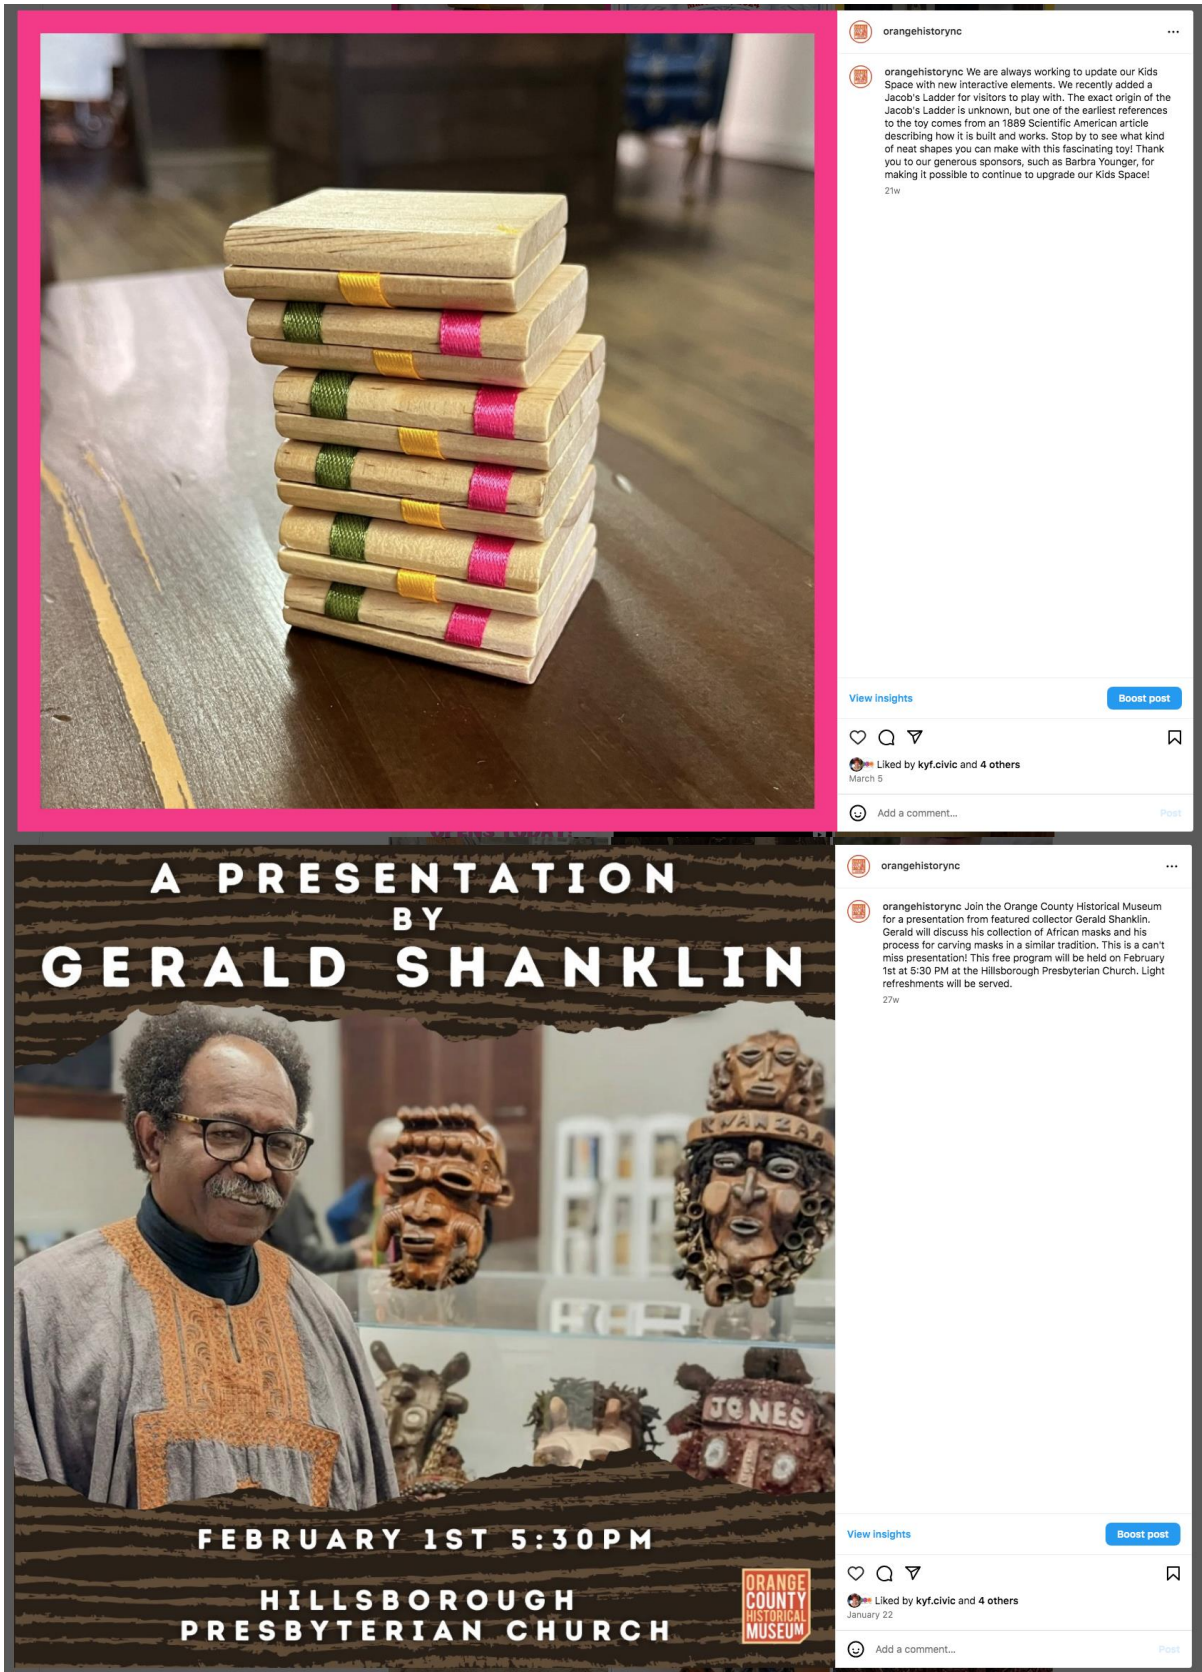 orangehistorync
orangehistorync We are always working to update our Kids
Space with new interactive elements. We recently added a
Jacob's Ladder for visitors to play with. The exact origin of the
Jacob's Ladder is unknown, but one of the earliest references
to the toy comes from an 1889 Scientific American article
describing how it is built and works. Stop by to see what kind
of neat shapes you can make with this fascinating toy! Thank
you to our generous sponsors, such as Barbra Younger, for
making it possible to continue to upgrade our Kids Space!
21w
View insights
Boost post
Liked by kyf.civic and 4 others
March 5
Add a comment...
Post
A PRESENTATION
BY
GERALD SHANKLIN
KWANZAA
JONES
FEBRUARY 1ST 5:30PM
HILLSBOROUGH
PRESBYTERIAN CHURCH
ORANGE
COUNTY
HISTORICAL
MUSEUM
orangehistorync
orangehistorync Join the Orange County Historical Museum
for a presentation from featured collector Gerald Shanklin.
Gerald will discuss his collection of African masks and his
process for carving masks in a similar tradition. This is a can't
miss presentation! This free program will be held on February
1st at 5:30 PM at the Hillsborough Presbyterian Church. Light
refreshments will be served.
27w
View insights
Boost post
Liked by kyf.civic and 4 others
January 22
Add a comment...
Post